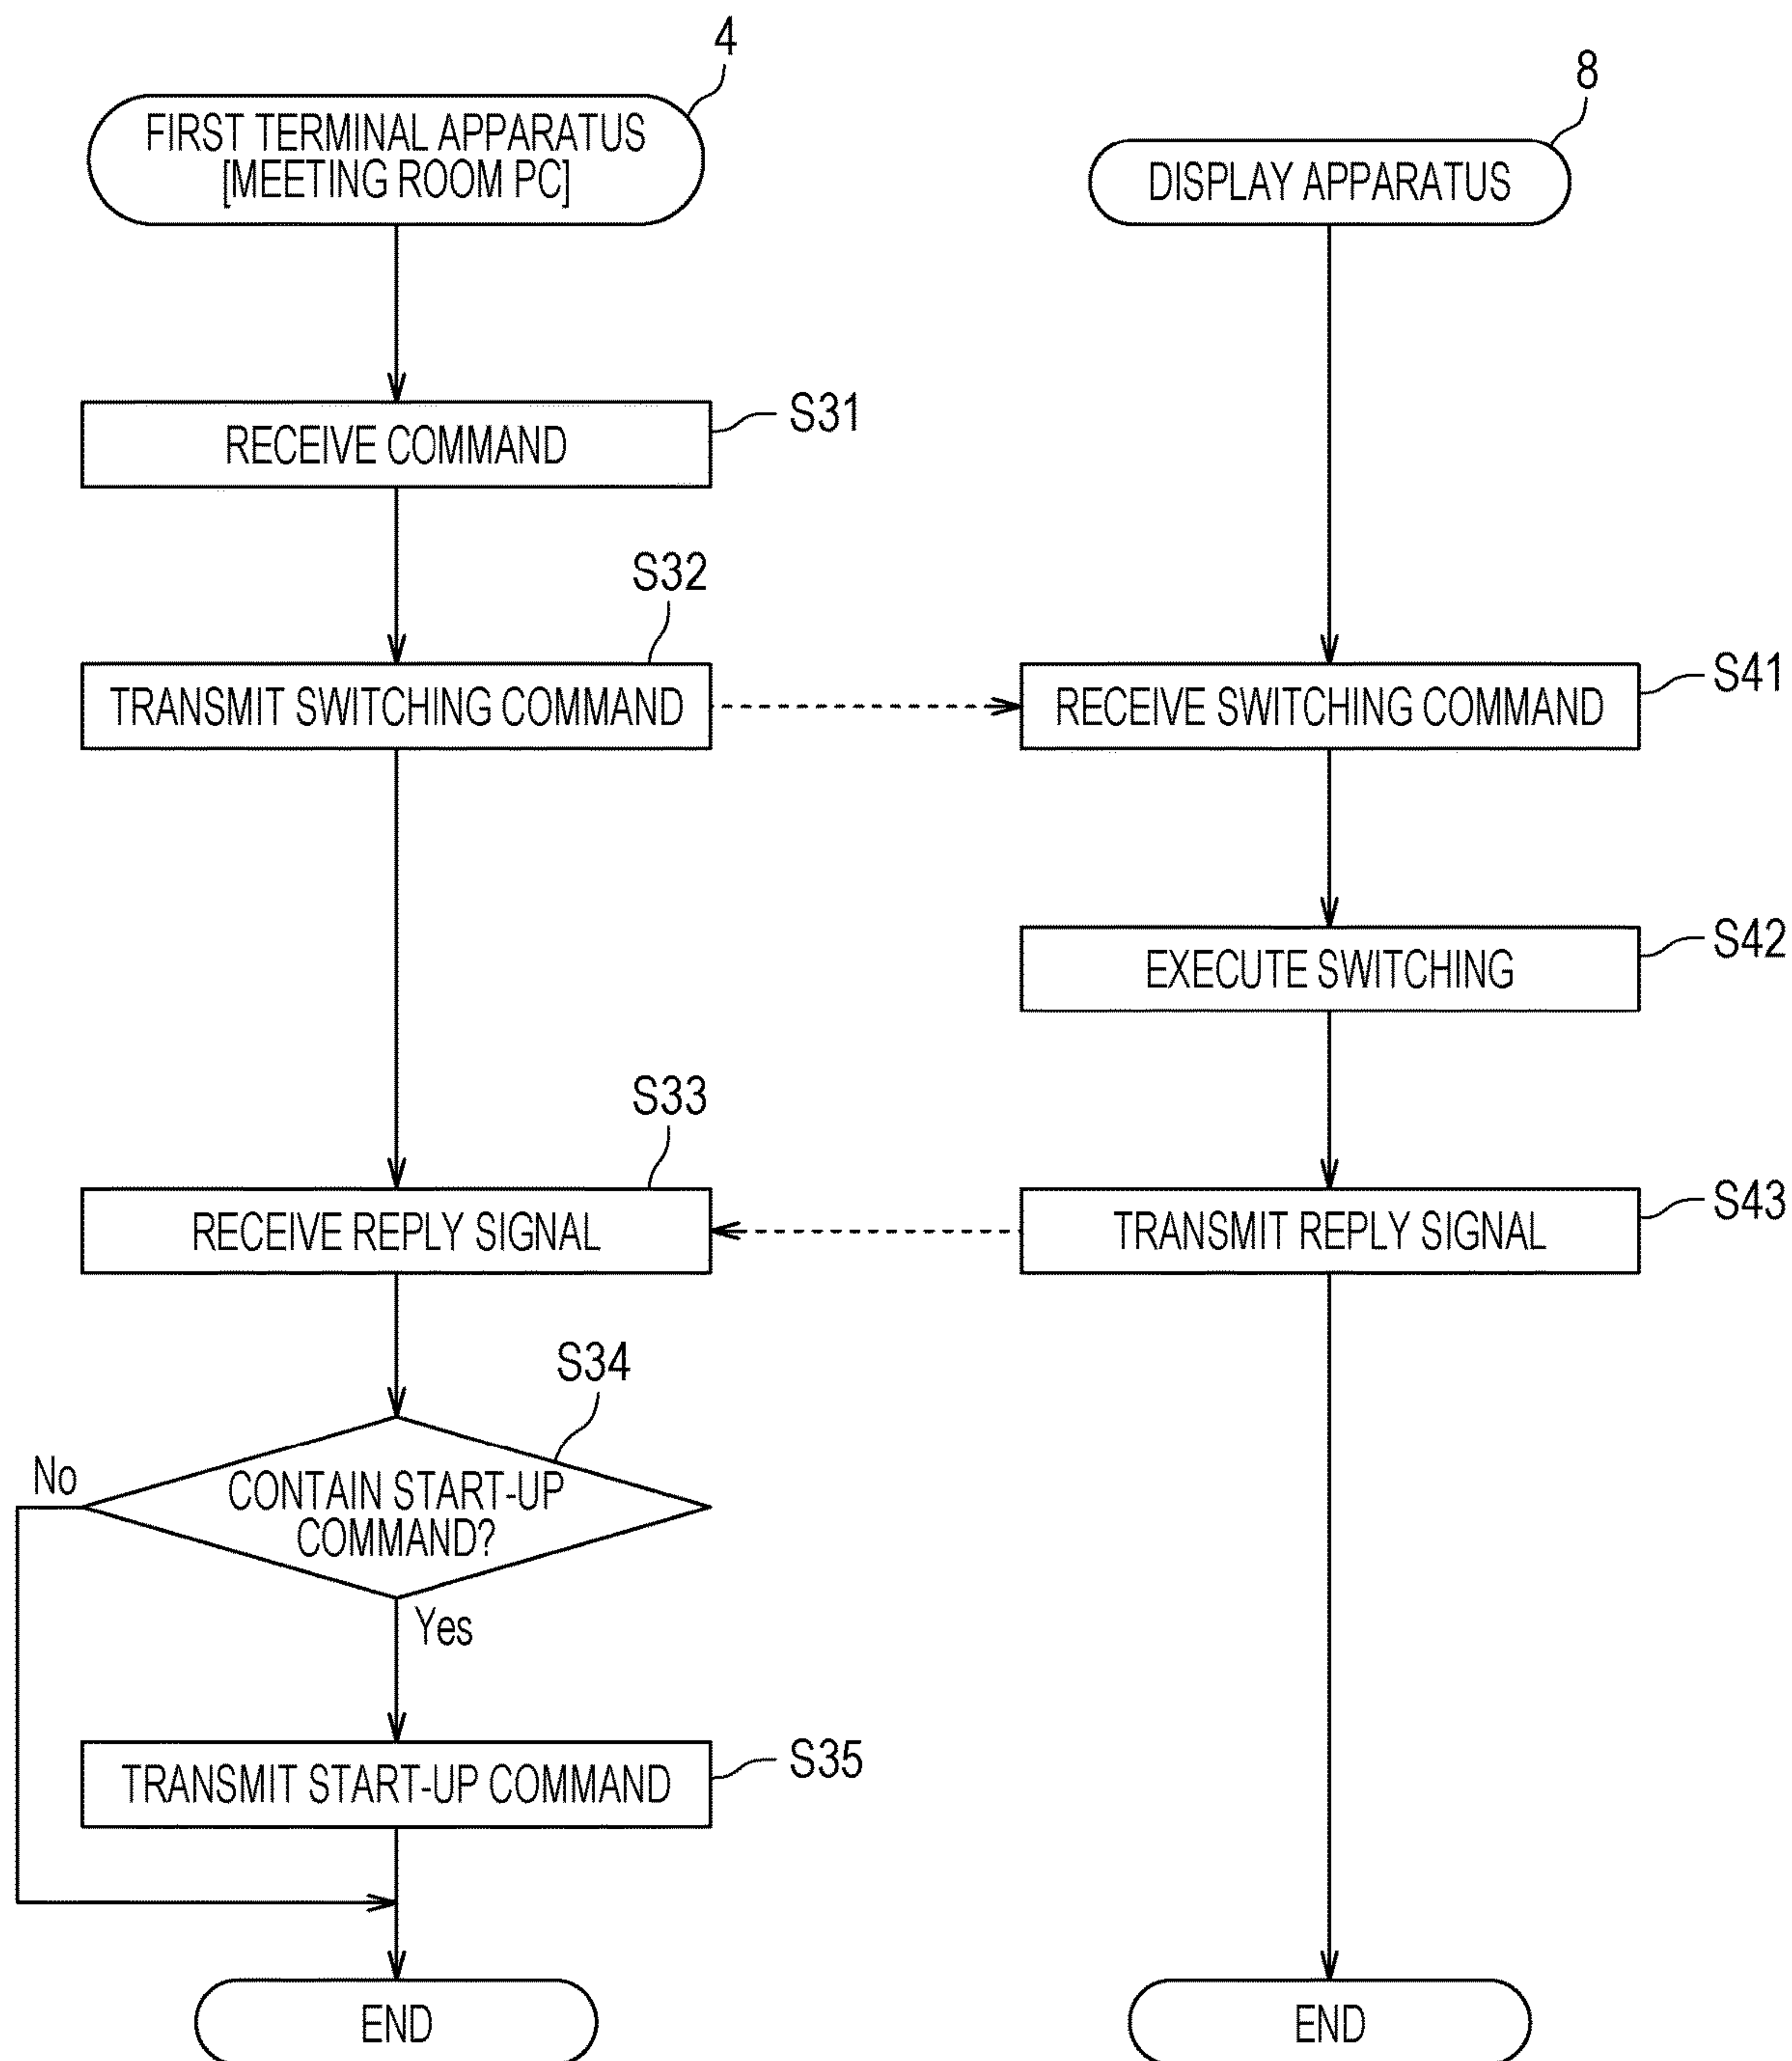 4
FIRST TERMINAL APPARATUS
[MEETING ROOM PC]
8
DISPLAY APPARATUS
S31
RECEIVE COMMAND
S32
TRANSMIT SWITCHING COMMAND
S41
RECEIVE SWITCHING COMMAND
S42
EXECUTE SWITCHING
S33
RECEIVE REPLY SIGNAL
S43
TRANSMIT REPLY SIGNAL
S34
No
CONTAIN START-UP
COMMAND?
Yes
S35
TRANSMIT START-UP COMMAND
END
END